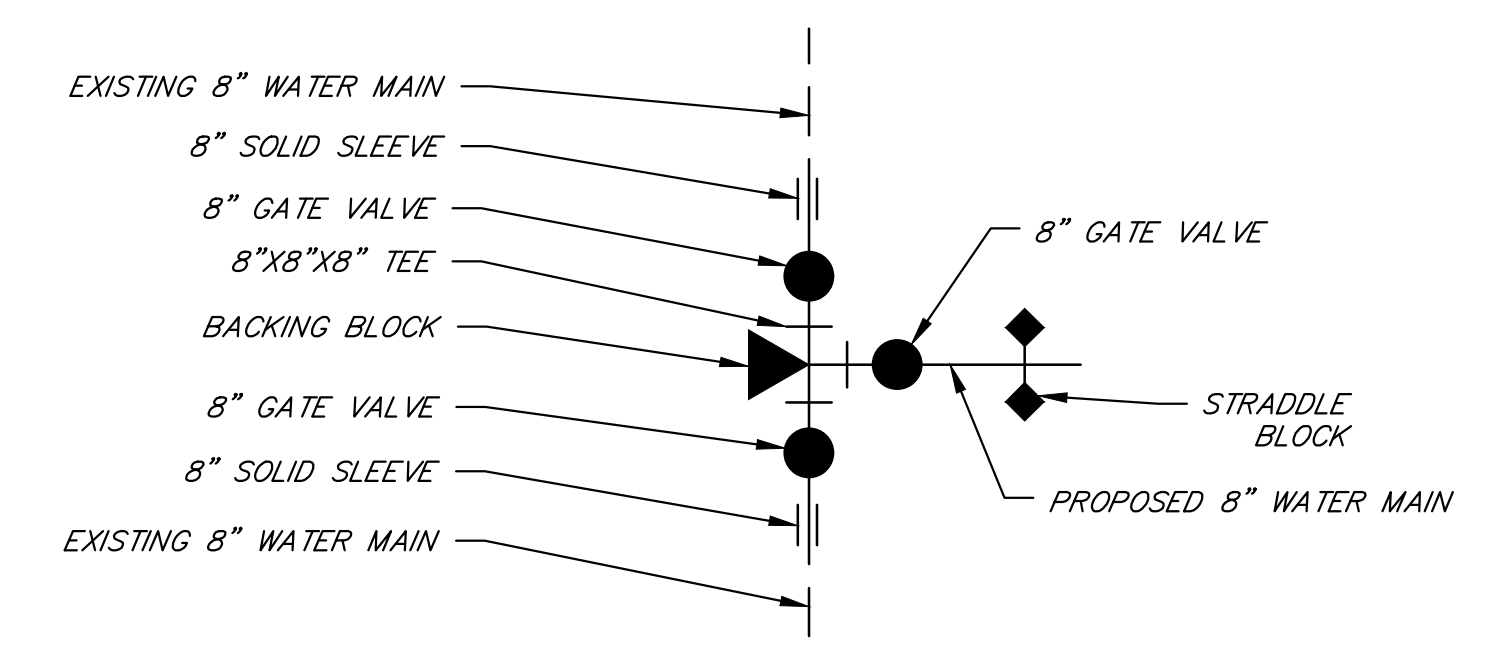 EXISTING 8" WATER MAIN
8" SOLID SLEEVE
8" GATE VALVE
8"X8"X8" TEE
BACKING BLOCK
8" GATE VALVE
8" SOLID SLEEVE
EXISTING 8" WATER MAIN
8" GATE VALVE
STRADDLE
BLOCK
PROPOSED 8" WATER MAIN